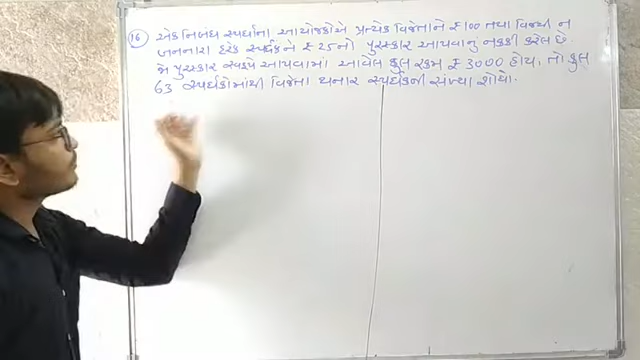 16 એક નિબંધ સ્પર્ધાના આયોજકોએ પ્રત્યેક વિજેતાને ₹ 100 તથા વિજયી ન
બનનારા દરેક સ્પર્ધકને ₹ 25નો પુરસ્કાર આપવાનું નક્કી કરેલ છે.
જો પુરસ્કાર સ્વરૂપે આપવામાં આવેલ કુલ રકમ ₹ 3000 હોય, તો કુલ
63 સ્પર્ધકોમાંથી વિજેતા થનાર સ્પર્ધકની સંખ્યા શોધો.